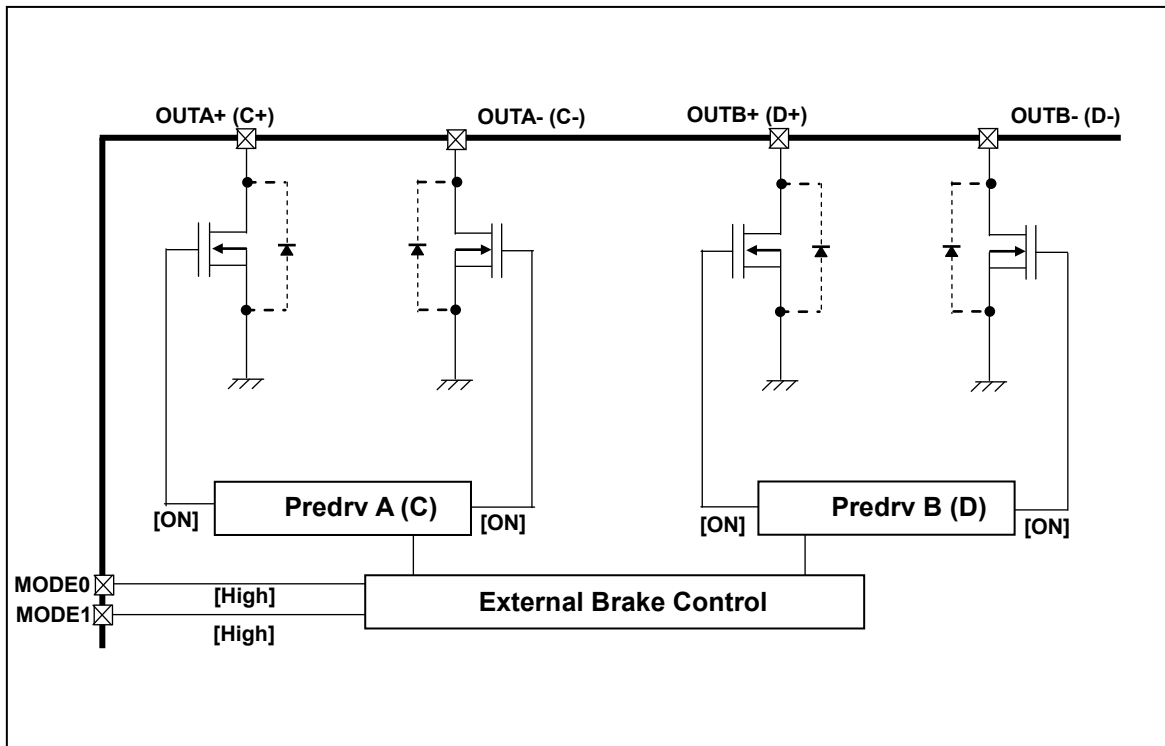 OUTA+ (C+)
OUTA- (C-)
OUTB+ (D+)
OUTB- (D-)
Predrv A (C)
Predrv B (D)
[ON]
[ON]
[ON]
[ON]
MODE0
[High]
External Brake Control
MODE1
[High]